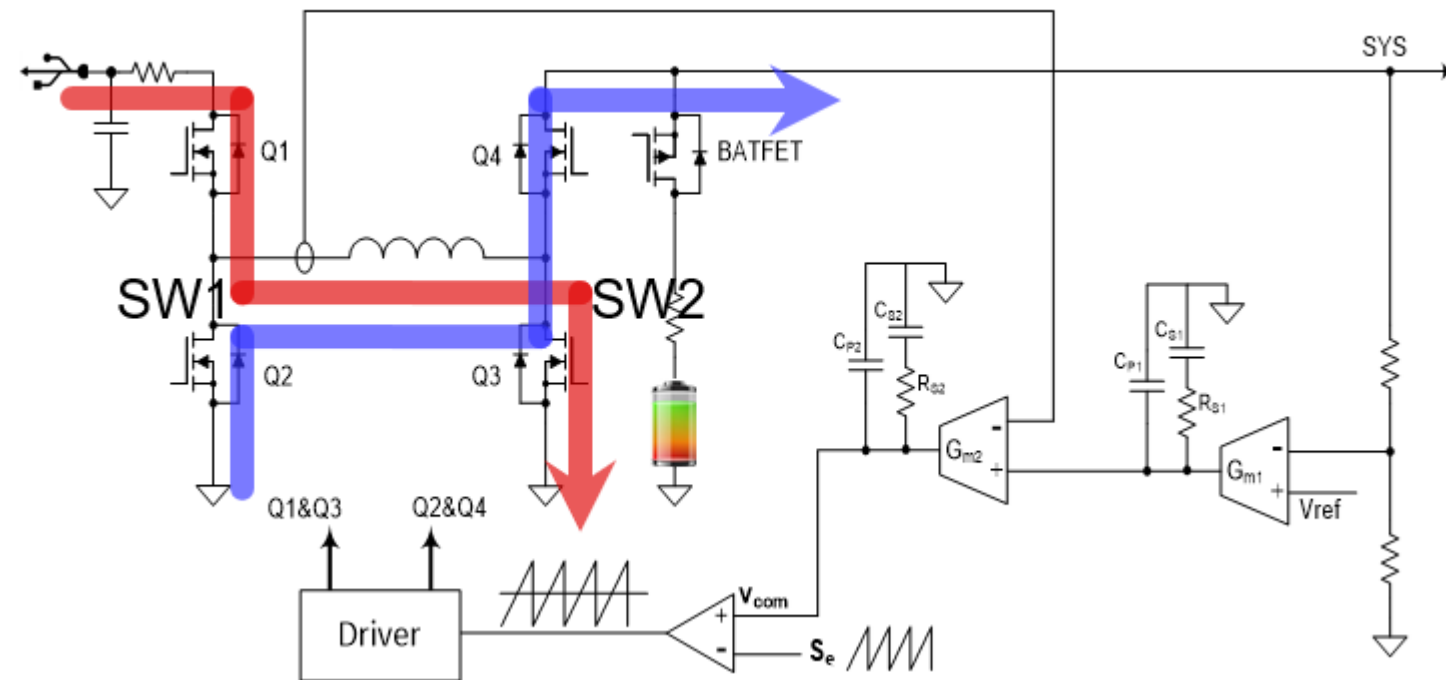 SYS
Q1
Q4
BATFET
SW1
SW2
Q2
Q3
CP2
CS2
RS2
CP1
CS1
RS1
-
Gm2
+
-
Gm1
+
Vref
Q1&Q3
Q2&Q4
Driver
Vcom
+
-
Se